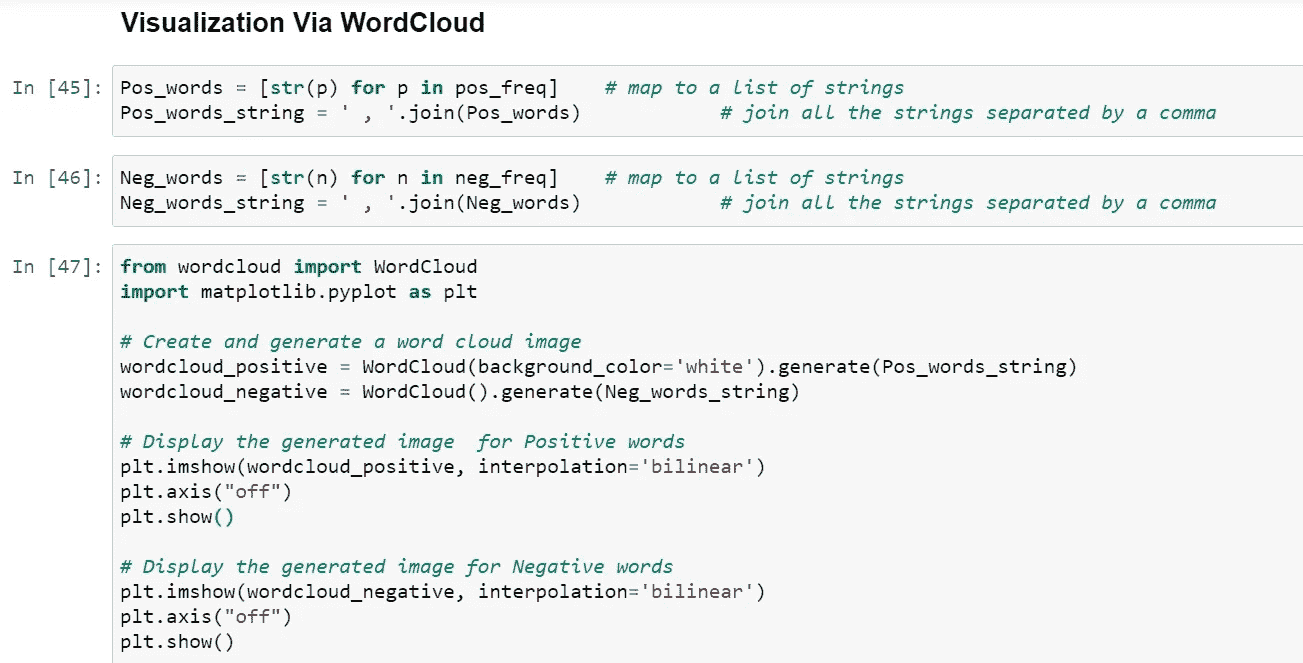 Visualization Via WordCloud
In [45]: Pos_words = [str(p) for p in pos_freq]    # map to a list of strings
Pos_words_string = ' , '.join(Pos_words)            # join all the strings separated by a comma
In [46]: Neg_words = [str(n) for n in neg_freq]    # map to a list of strings
Neg_words_string = ' , '.join(Neg_words)            # join all the strings separated by a comma
In [47]: from wordcloud import WordCloud
import matplotlib.pyplot as plt
# Create and generate a word cloud image
wordcloud_positive = WordCloud(background_color='white').generate(Pos_words_string)
wordcloud_negative = WordCloud().generate(Neg_words_string)
# Display the generated image  for Positive words
plt.imshow(wordcloud_positive, interpolation='bilinear')
plt.axis("off")
plt.show()
# Display the generated image for Negative words
plt.imshow(wordcloud_negative, interpolation='bilinear')
plt.axis("off")
plt.show()